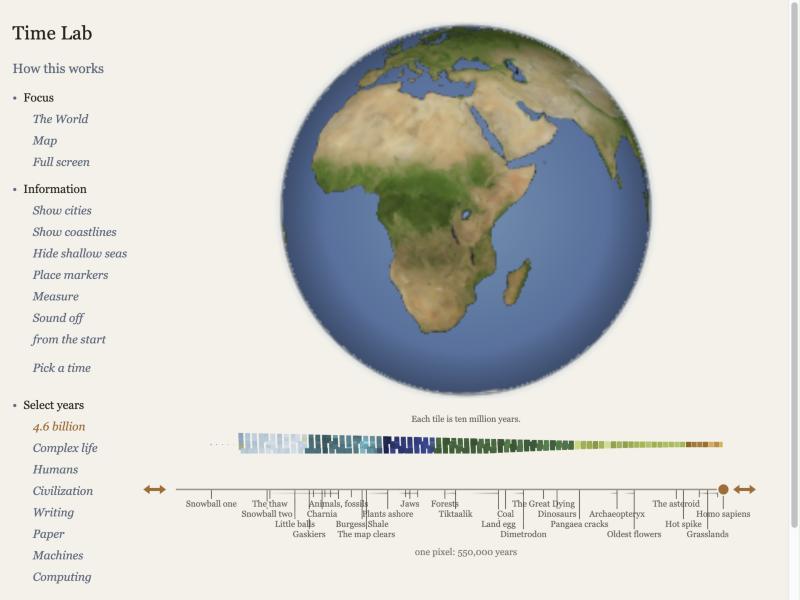 Time Lab
How this works
Focus
The World
Map
Full screen
Information
Show cities
Show coastlines
Hide shallow seas
Place markers
Measure
Sound off
from the start
Pick a time
Select years
4.6 billion
Complex life
Humans
Civilization
Writing
Paper
Machines
Computing
Each tile is ten million years.
Snowball one The thaw Animals, fossils Jaws Forests The Great Dying The asteroid
Snowball two Charnia Plants ashore Tiktaalik Coal Dinosaurs Archaeopteryx Homo sapiens
Little balls Burgess Shale Land egg Pangaea cracks Hot spike
Gaskiers The map clears Dimetrodon Oldest flowers Grasslands
one pixel: 550,000 years